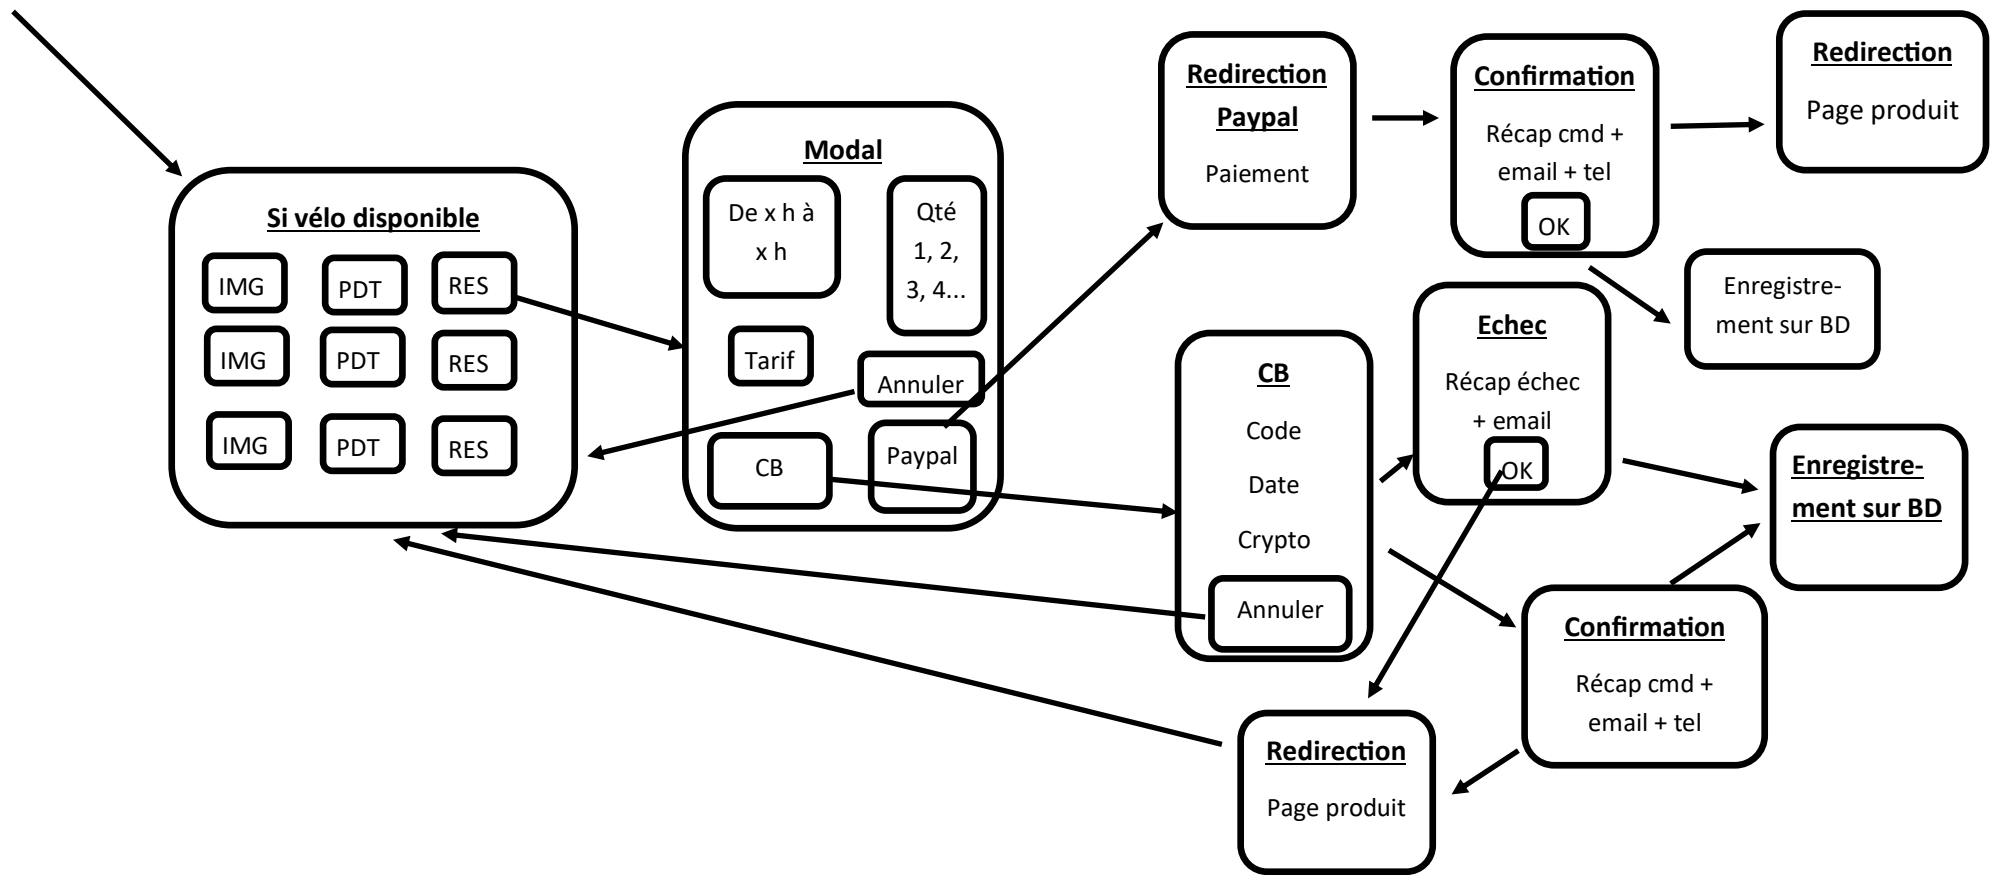 Si vélo disponible
IMG
PDT
RES
IMG
PDT
RES
IMG
PDT
RES
Modal
De x h à
x h
Qté
1, 2,
3, 4...
Tarif
Annuler
CB
Paypal
Redirection
Paypal
Paiement
Confirmation
Récap cmd +
email + tel
OK
Redirection
Page produit
Enregistre-
ment sur BD
CB
Code
Date
Crypto
Annuler
Echec
Récap échec
+ email
OK
Enregistre-
ment sur BD
Confirmation
Récap cmd +
email + tel
Redirection
Page produit